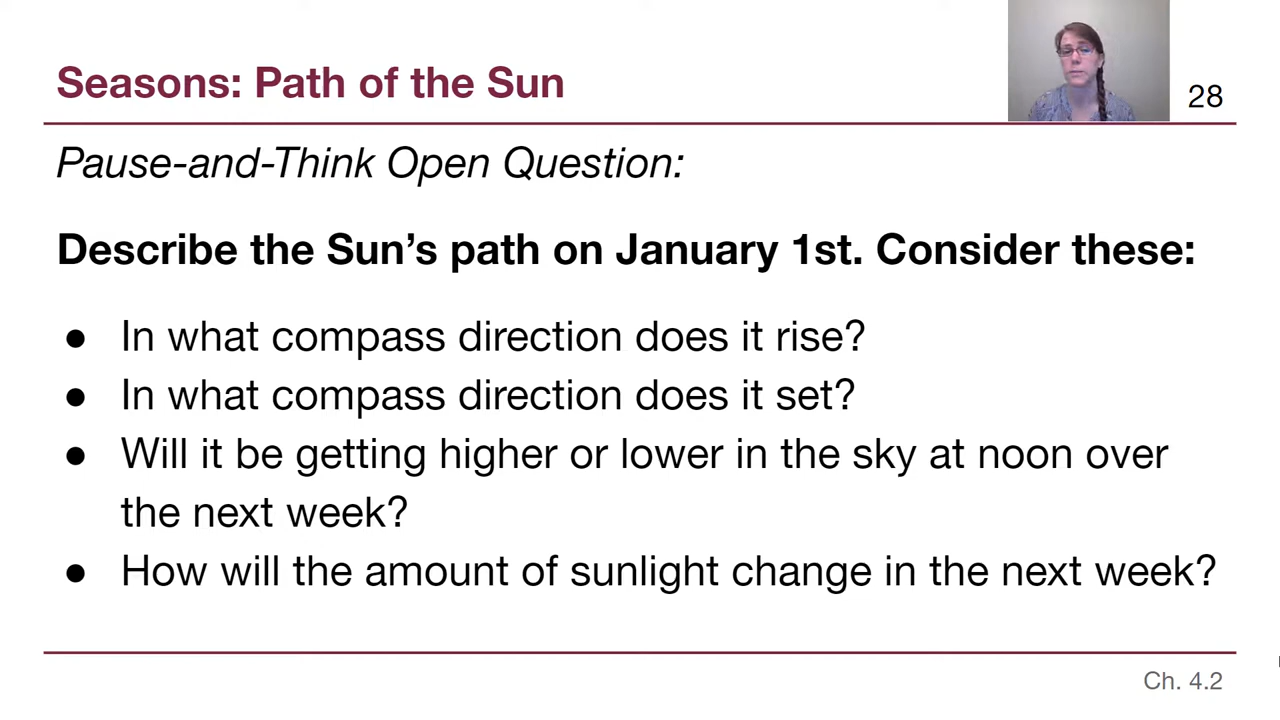 Seasons: Path of the Sun
28
Pause-and-Think Open Question:
Describe the Sun’s path on January 1st. Consider these:
● In what compass direction does it rise?
● In what compass direction does it set?
● Will it be getting higher or lower in the sky at noon over
the next week?
● How will the amount of sunlight change in the next week?
Ch. 4.2